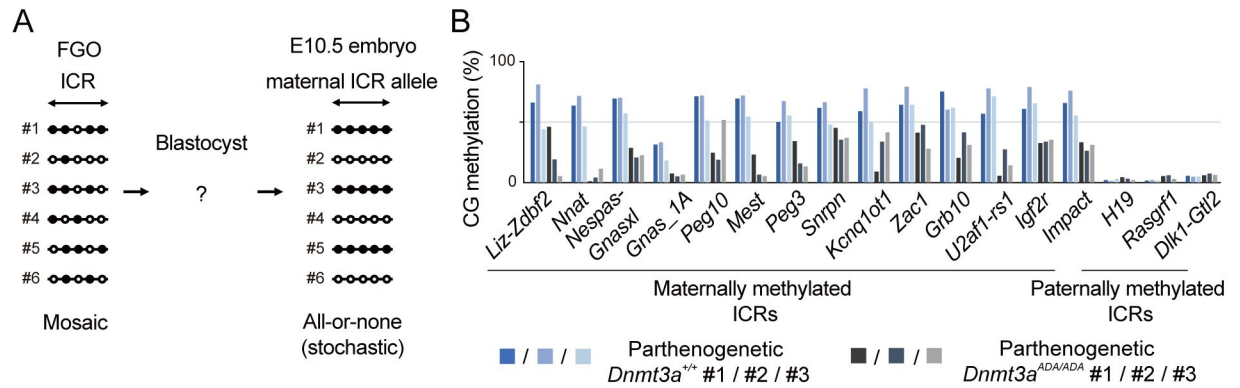 A
FGO
ICR
E10.5 embryo
maternal ICR allele
#1
#2
#3
#4
#5
#6
Blastocyst
?
#1
#2
#3
#4
#5
#6
Mosaic
All-or-none
(stochastic)
B
CG methylation (%)
100
0
Liz-Zdbf2
Nnat
Nespas-
Gnasxl
Gnas_1A
Peg10
Mest
Peg3
Snrpn
Kcnq1ot1
Zac1
Grb10
U2af1-rs1
Igf2r
Impact
H19
Rasgrf1
Dlk1-Gtl2
Maternally methylated
ICRs
Paternally methylated
ICRs
/ / Parthenogenetic
Dnmt3a+/+ #1 / #2 / #3
/ / Parthenogenetic
Dnmt3aADA/ADA #1 / #2 / #3